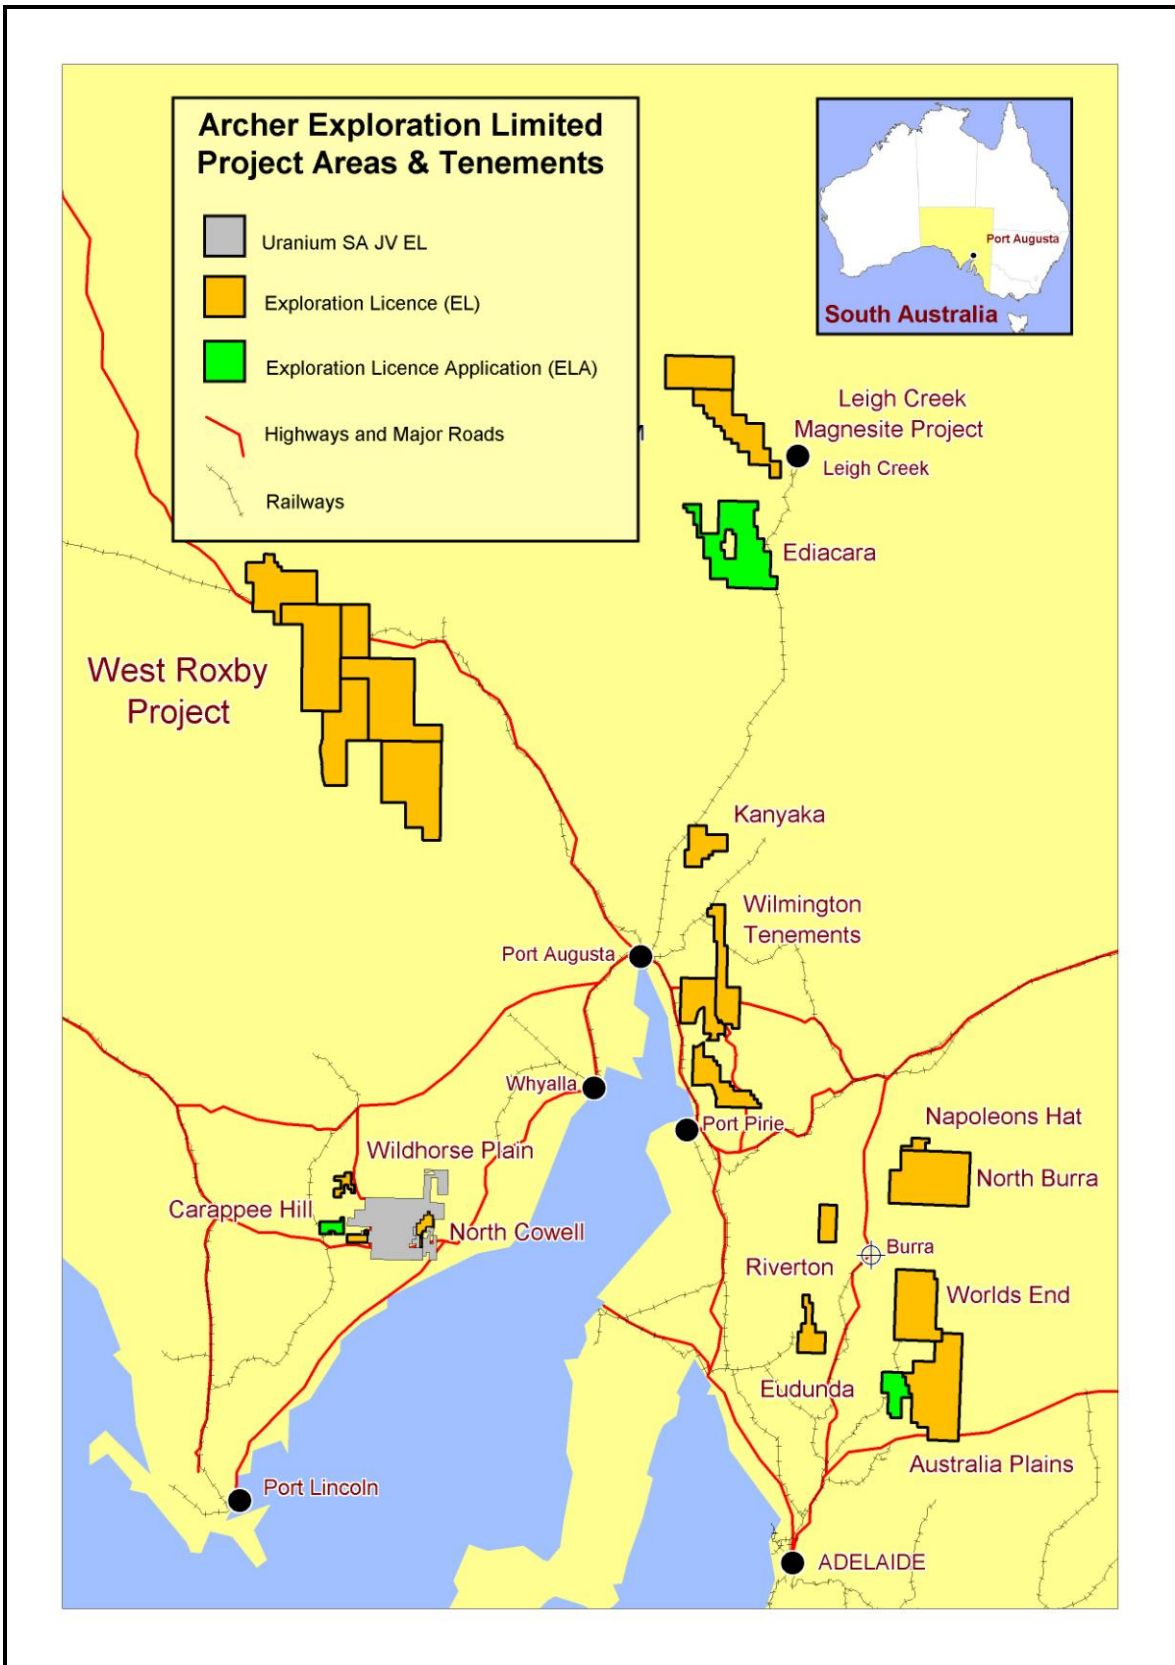 Archer Exploration Limited
Project Areas & Tenements
Uranium SA JV EL
Exploration Licence (EL)
Exploration Licence Application (ELA)
Highways and Major Roads
Railways
Port Augusta
South Australia
Leigh Creek
Magnesite Project
Leigh Creek
Ediacara
West Roxby
Project
Kanyaka
Wilmington
Tenements
Port Augusta
Whyalla
Port Pirie
Napoleons Hat
North Burra
Wildhorse Plain
Carappee Hill
North Cowell
Burra
Riverton
Worlds End
Eudunda
Australia Plains
Port Lincoln
ADELAIDE